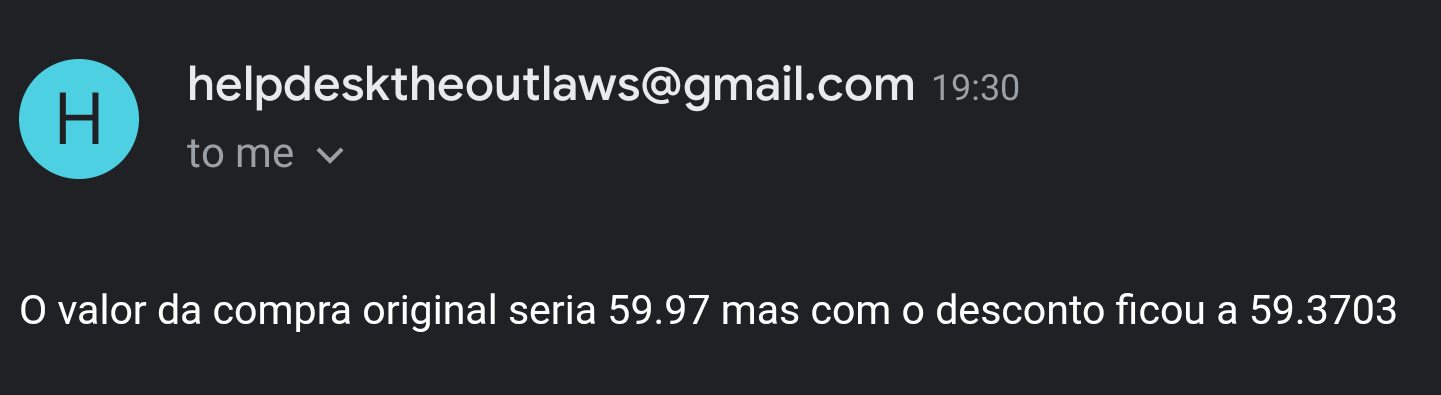 H
helpdesktheoutlaws@gmail.com 19:30
to me
O valor da compra original seria 59.97 mas com o desconto ficou a 59.3703